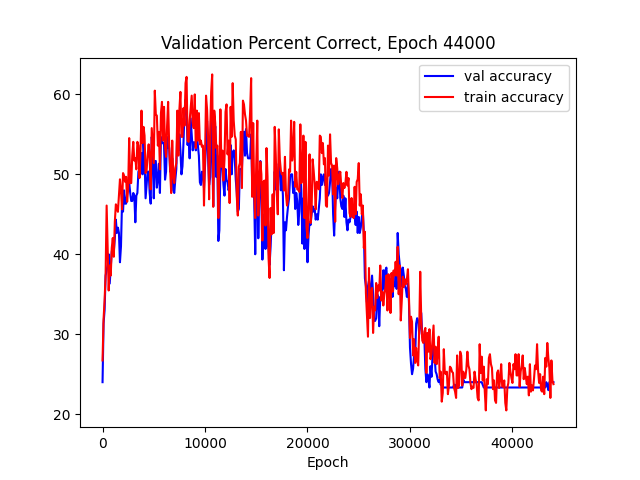 Validation Percent Correct, Epoch 44000
val accuracy
train accuracy
60
50
40
30
20
0 10000 20000 30000 40000
Epoch